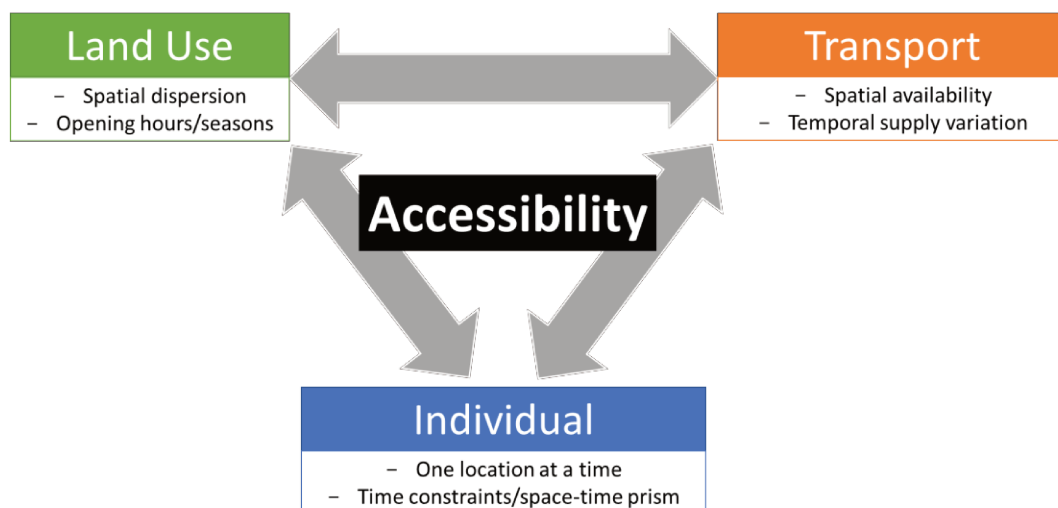 Land Use
– Spatial dispersion
– Opening hours/seasons
Transport
– Spatial availability
– Temporal supply variation
Accessibility
Individual
– One location at a time
– Time constraints/space-time prism